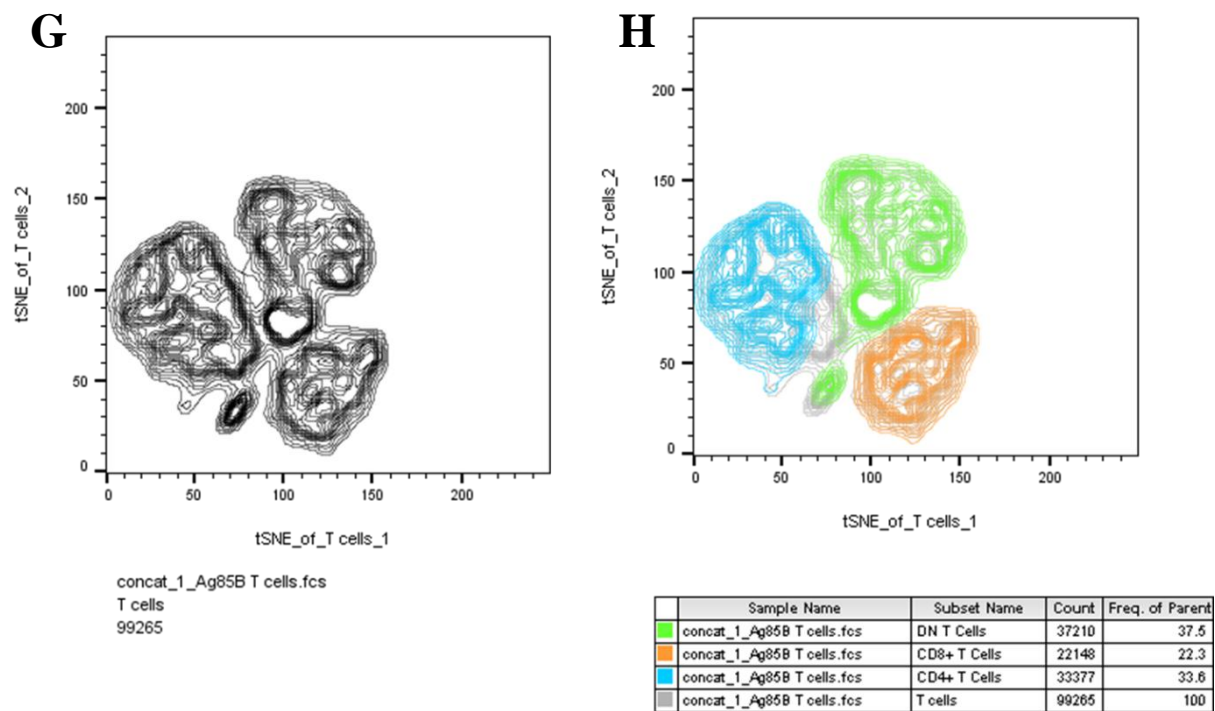 G
200
150
100
50
0
0 50 100 150 200
tSNE_of_T cells_2
tSNE_of_T cells_1
concat_1_Ag85B T cells.fcs
T cells
99265
H
200
150
100
50
0
0 50 100 150 200
tSNE_of_T cells_2
tSNE_of_T cells_1
Sample Name Subset Name Count Freq. of Parent
concat_1_Ag85B T cells.fcs DN T Cells 37210 37.5
concat_1_Ag85B T cells.fcs CD8+ T Cells 22148 22.3
concat_1_Ag85B T cells.fcs CD4+ T Cells 33377 33.6
concat_1_Ag85B T cells.fcs T cells 99265 100